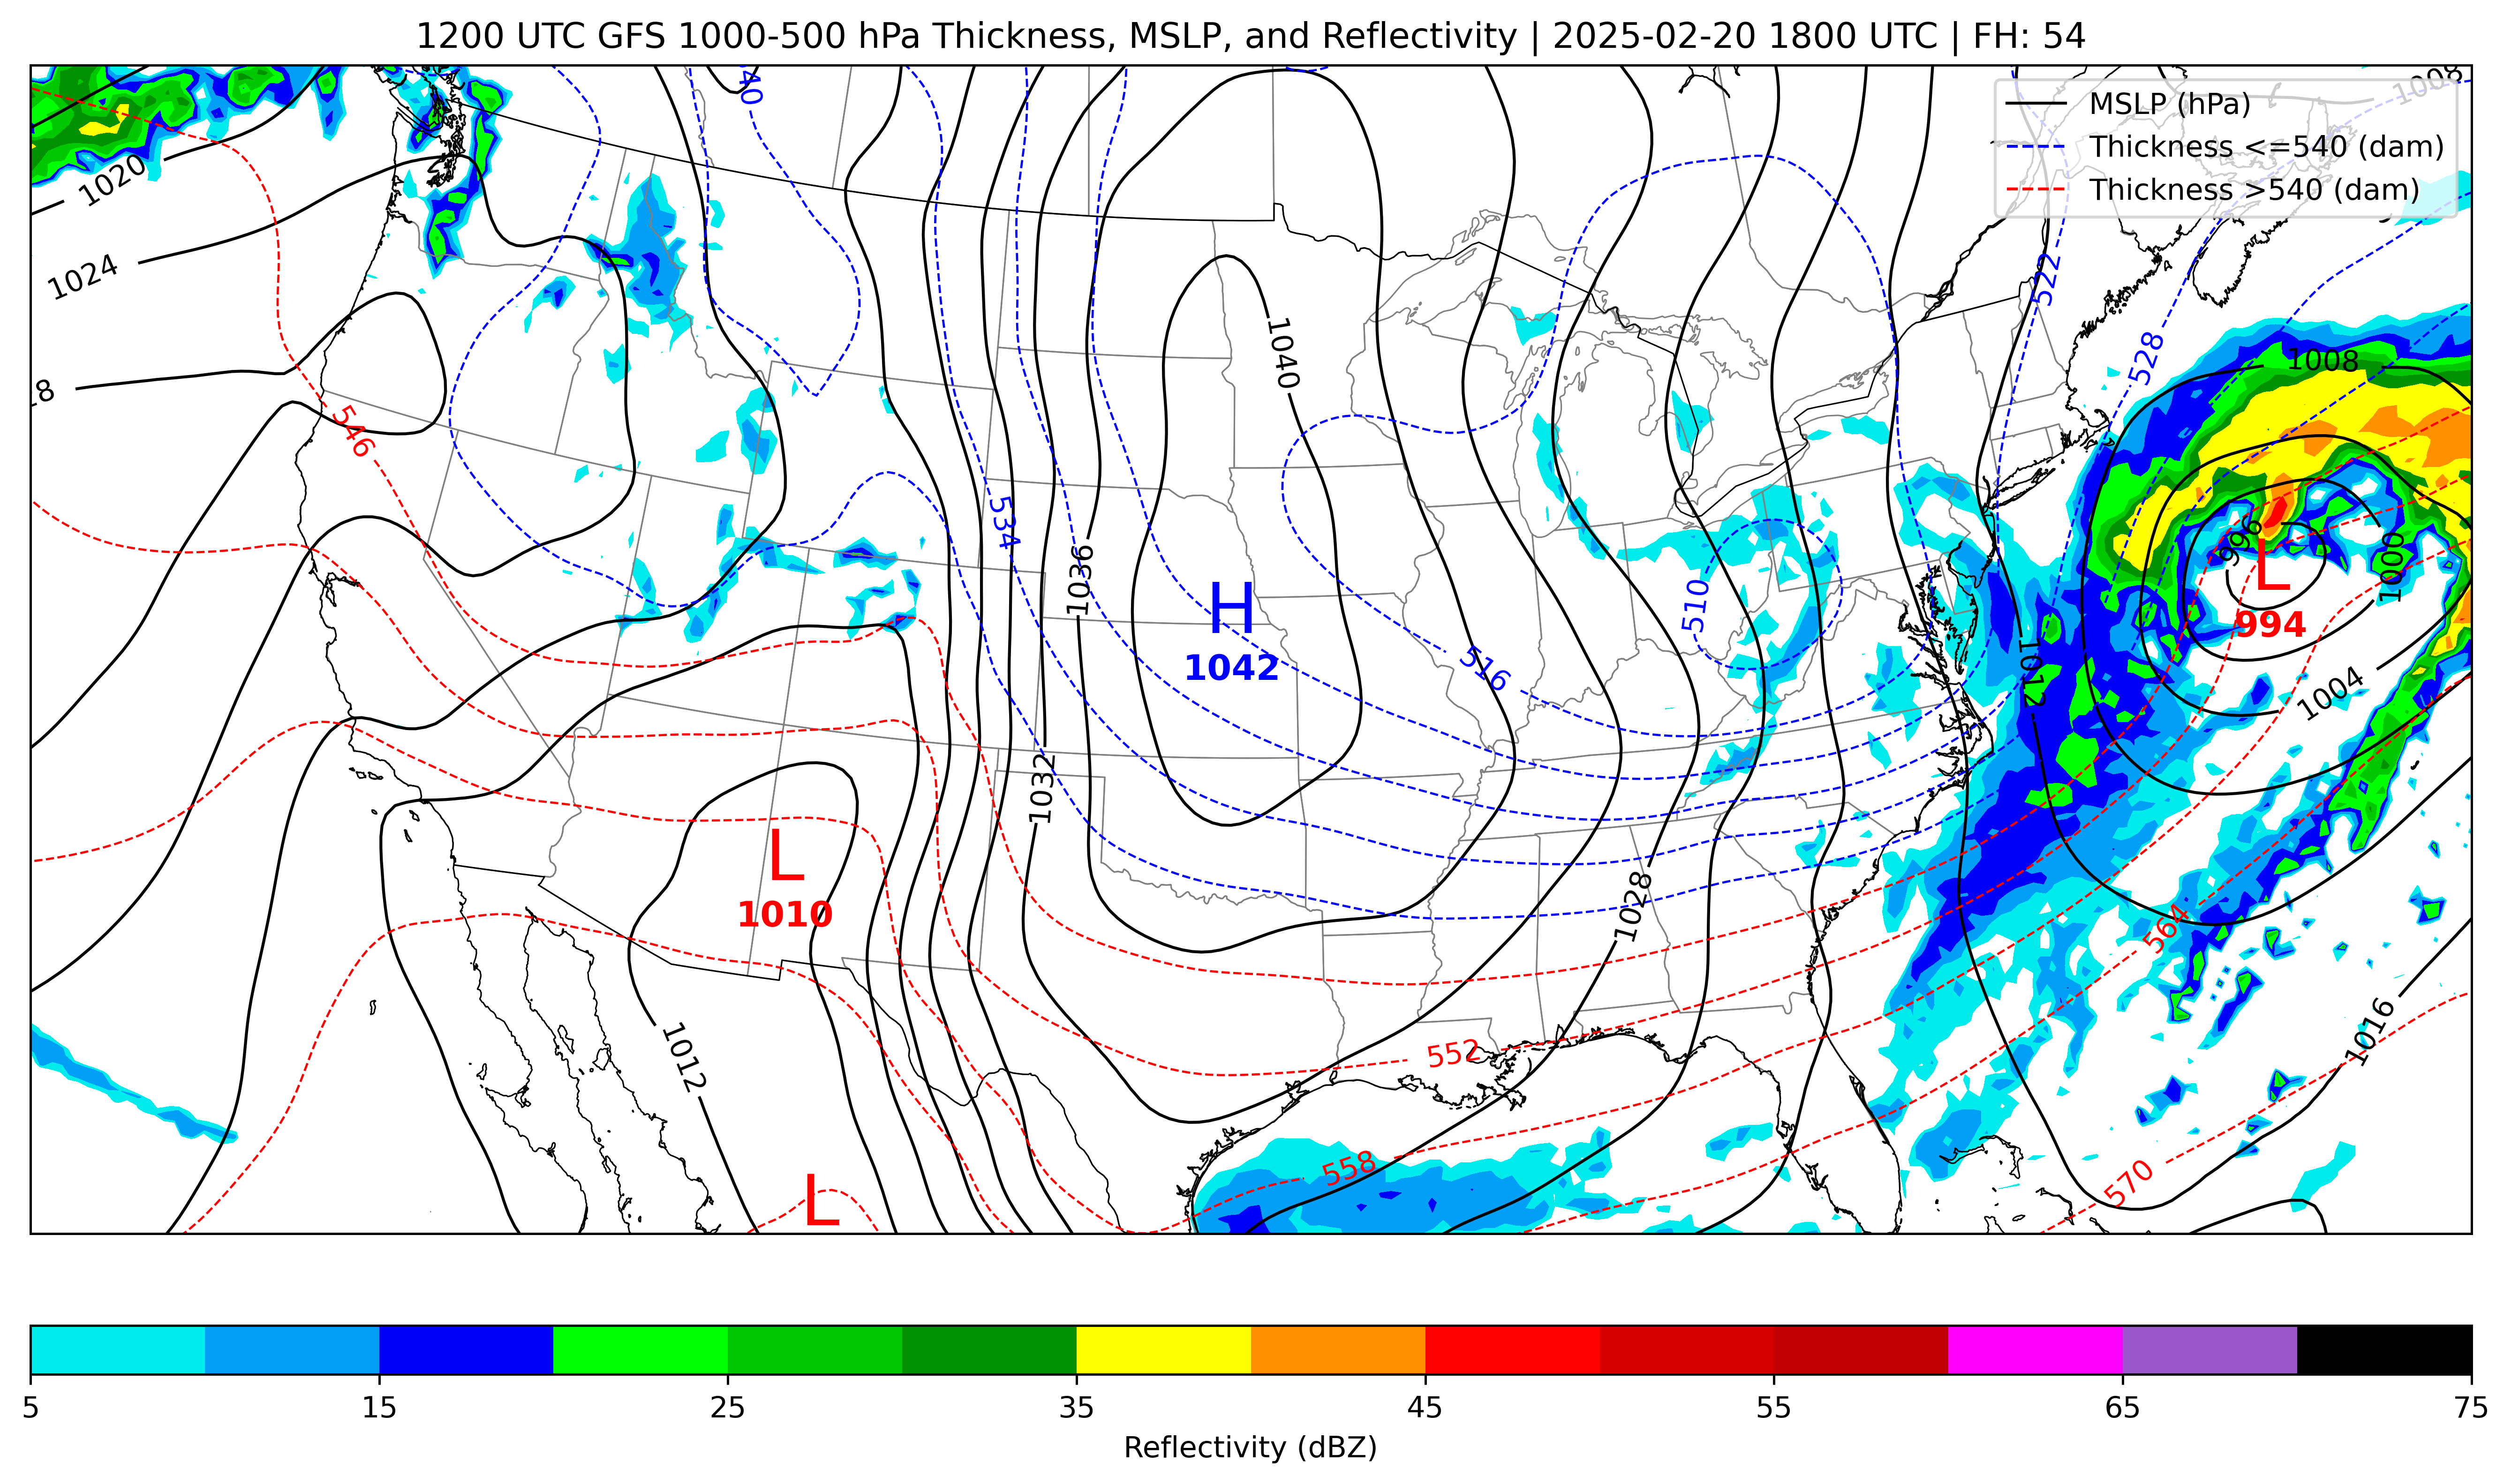 1200 UTC GFS 1000-500 hPa Thickness, MSLP, and Reflectivity | 2025-02-20 1800 UTC | FH: 54
MSLP (hPa)
Thickness <=540 (dam)
Thickness >540 (dam)
1008
40
1020
1024
8
522
528
1008
1040
546
534
996
L
994
1000
1036
H
1042
510
516
1012
1004
1032
L
1010
1028
564
1012
552
1016
558
570
L
5 15 25 35 45 55 65 75
Reflectivity (dBZ)